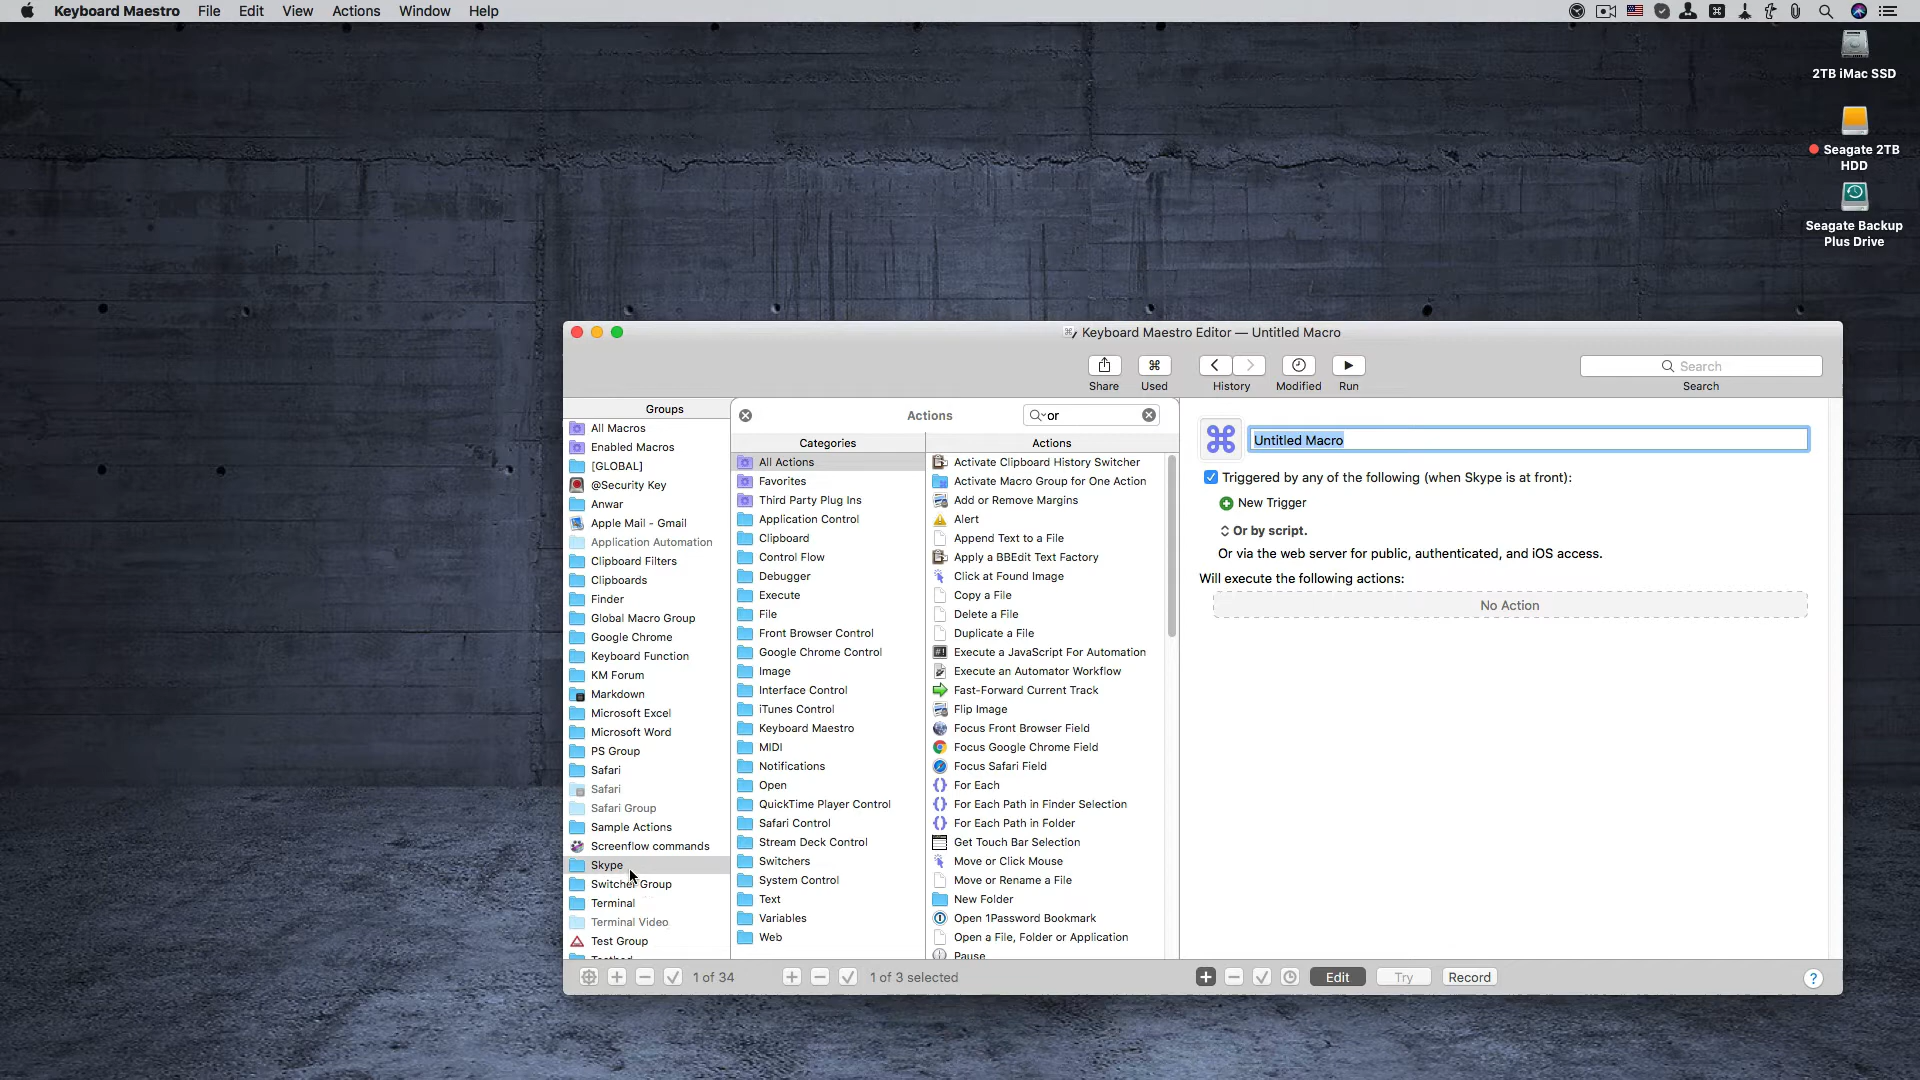 Keyboard Maestro File Edit View Actions Window Help
2TB iMac SSD
Seagate 2TB
HDD
Seagate Backup
Plus Drive
Keyboard Maestro Editor — Untitled Macro
Share Used History Modified Run Search
Search
Groups
All Macros
Enabled Macros
[GLOBAL]
@Security Key
Anwar
Apple Mail - Gmail
Application Automation
Clipboard Filters
Clipboards
Finder
Global Macro Group
Google Chrome
Keyboard Function
KM Forum
Markdown
Microsoft Excel
Microsoft Word
PS Group
Safari
Safari
Safari Group
Sample Actions
Screenflow commands
Skype
Switcher Group
Terminal
Terminal Video
Test Group
1 of 34
Actions or
Categories
All Actions
Favorites
Third Party Plug Ins
Application Control
Clipboard
Control Flow
Debugger
Execute
File
Front Browser Control
Google Chrome Control
Image
Interface Control
iTunes Control
Keyboard Maestro
MIDI
Notifications
Open
QuickTime Player Control
Safari Control
Stream Deck Control
Switchers
System Control
Text
Variables
Web
Actions
Activate Clipboard History Switcher
Activate Macro Group for One Action
Add or Remove Margins
Alert
Append Text to a File
Apply a BBEdit Text Factory
Click at Found Image
Copy a File
Delete a File
Duplicate a File
Execute a JavaScript For Automation
Execute an Automator Workflow
Fast-Forward Current Track
Flip Image
Focus Front Browser Field
Focus Google Chrome Field
Focus Safari Field
For Each
For Each Path in Finder Selection
For Each Path in Folder
Get Touch Bar Selection
Move or Click Mouse
Move or Rename a File
New Folder
Open 1Password Bookmark
Open a File, Folder or Application
Pause
1 of 3 selected
Untitled Macro
Triggered by any of the following (when Skype is at front):
New Trigger
Or by script.
Or via the web server for public, authenticated, and iOS access.
Will execute the following actions:
No Action
Edit Try Record ?